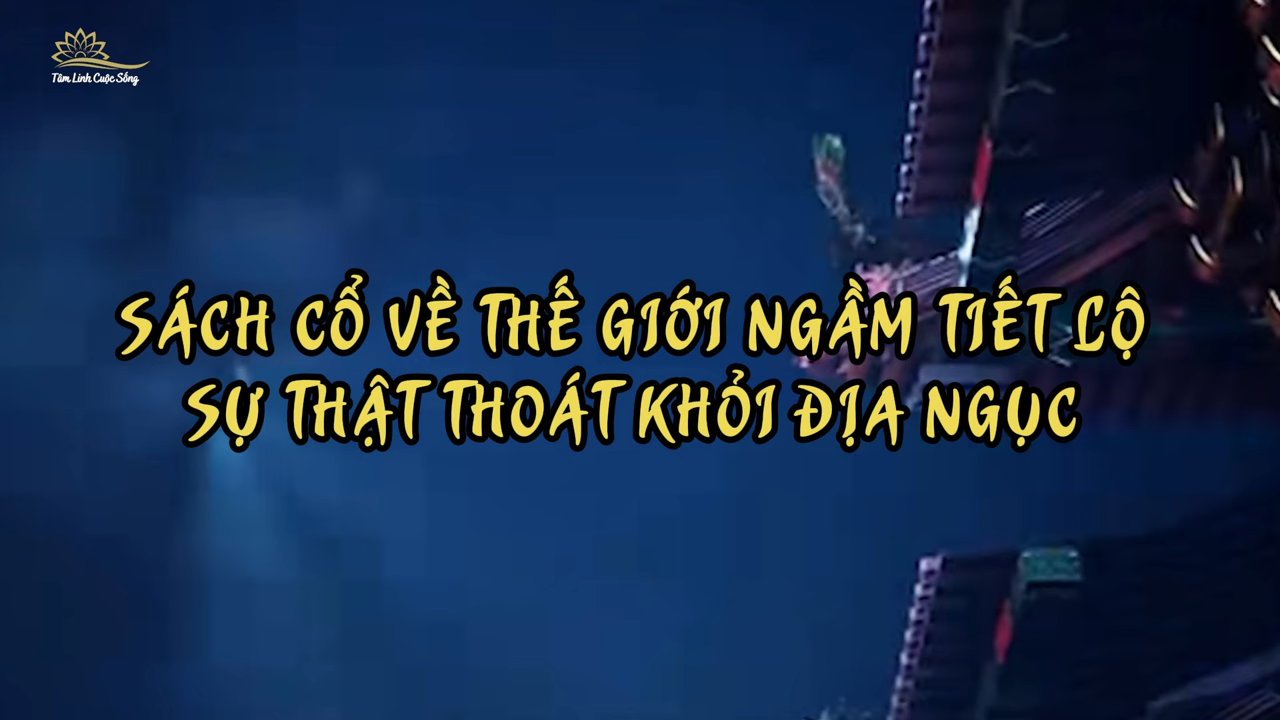 Tâm Linh Cuộc Sống
SÁCH CỔ VỀ THẾ GIỚI NGẦM TIẾT LỘ
SỰ THẬT THOÁT KHỎI ĐỊA NGỤC